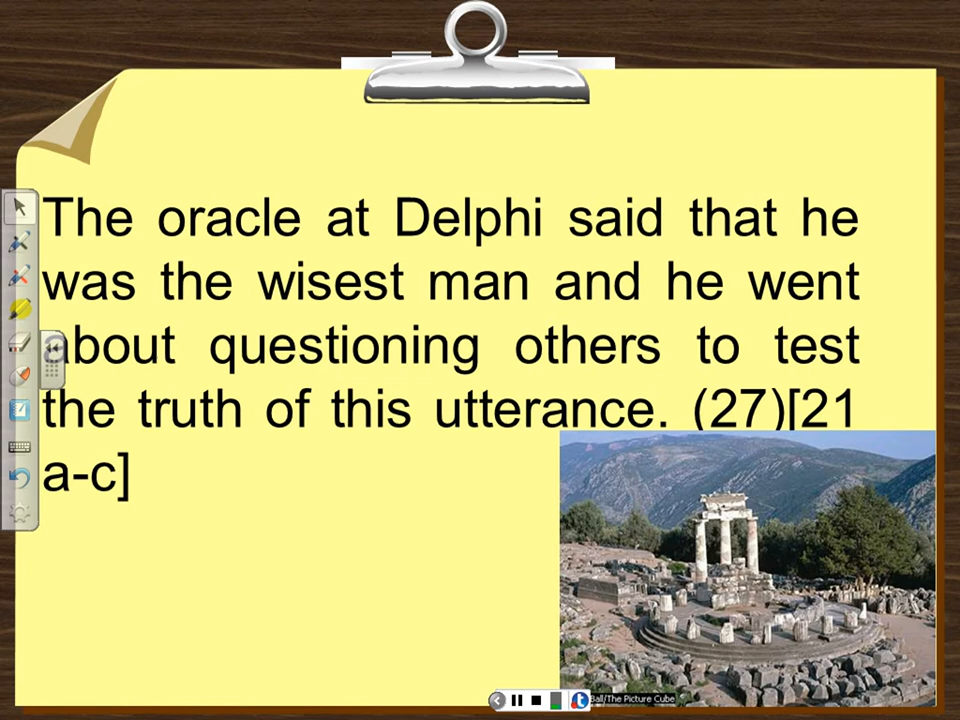 The oracle at Delphi said that he
was the wisest man and he went
about questioning others to test
the truth of this utterance. (27)[21
a-c]
Ball/The Picture Cube